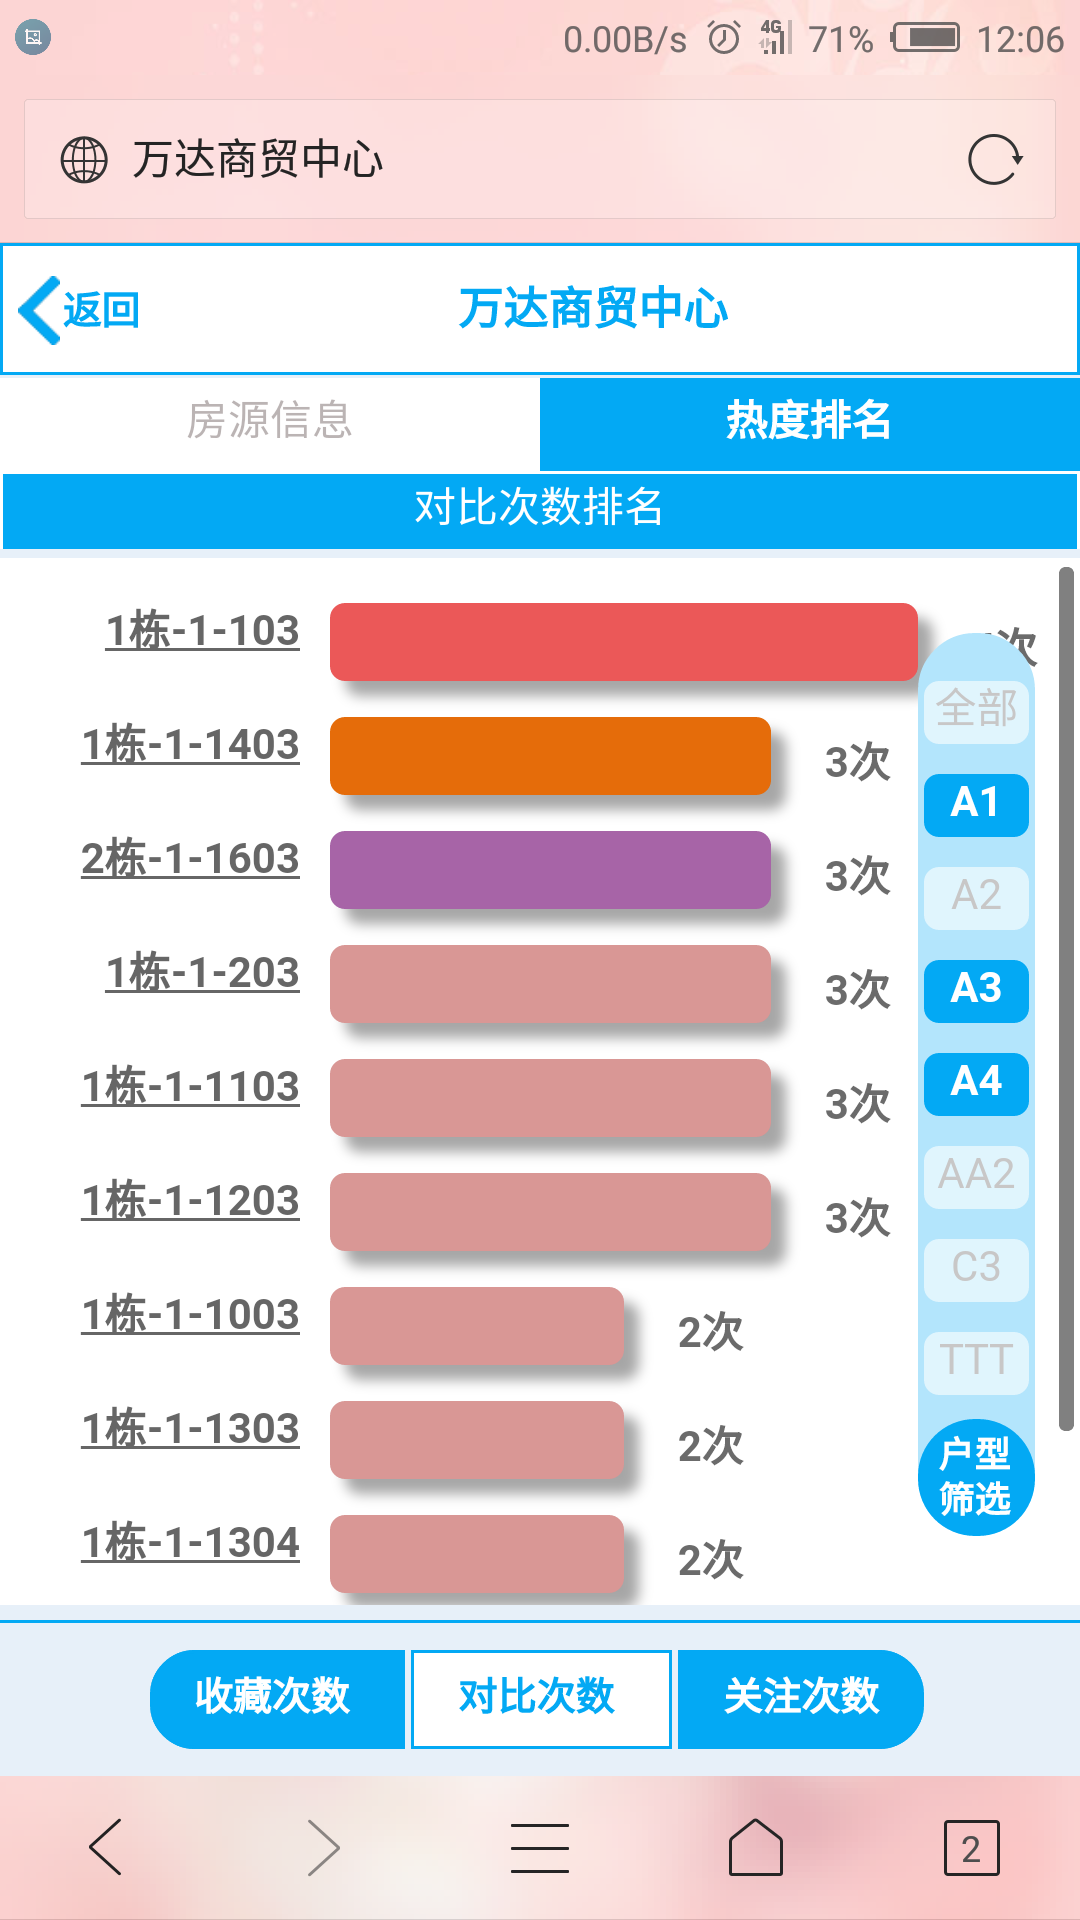 0.00B/s 4G 71% 12:06
万达商贸中心
返回 万达商贸中心
房源信息 热度排名
对比次数排名
1栋-1-103 次
1栋-1-1403 3次
2栋-1-1603 3次
1栋-1-203 3次
1栋-1-1103 3次
1栋-1-1203 3次
1栋-1-1003 2次
1栋-1-1303 2次
1栋-1-1304 2次
全部
A1
A2
A3
A4
AA2
C3
TTT
户型
筛选
收藏次数 对比次数 关注次数
2